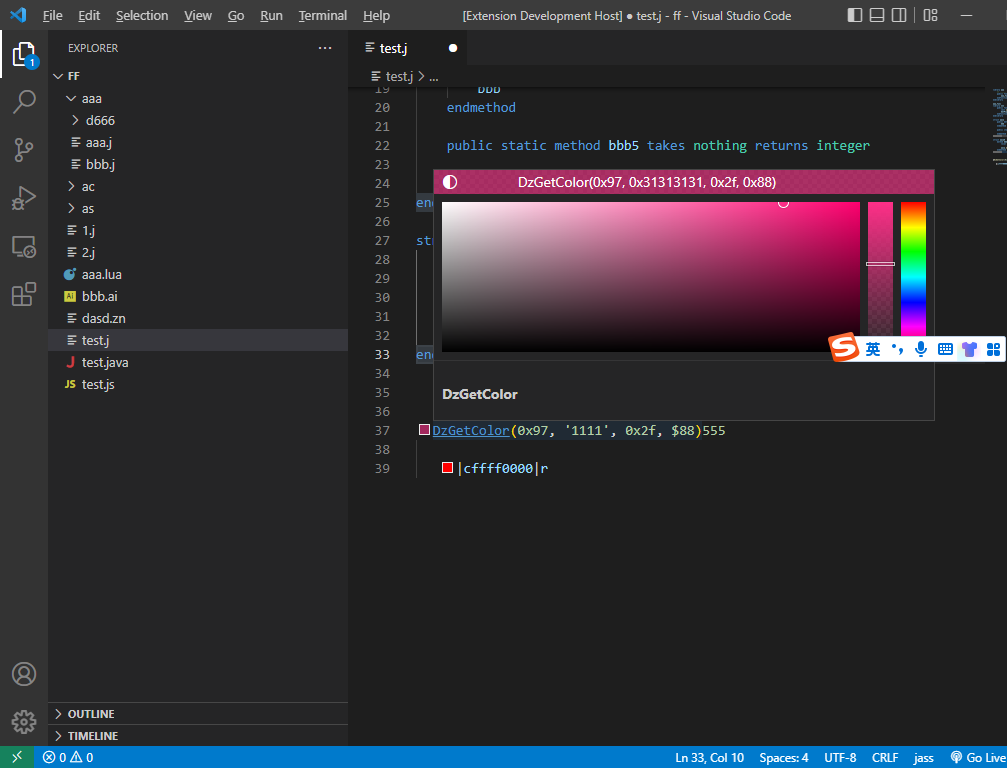 File Edit Selection View Go Run Terminal Help [Extension Development Host] ● test.j - ff - Visual Studio Code
EXPLORER ···
1
FF
aaa
d666
aaa.j
bbb.j
ac
as
1.j
2.j
aaa.lua
AI bbb.ai
dasd.zn
test.j
J test.java
JS test.js
OUTLINE
TIMELINE
test.j ●
test.j > ...
19 bbb
20 endmethod
21
22 public static method bbb5 takes nothing returns integer
23
24 DzGetColor(0x97, 0x31313131, 0x2f, 0x88)
25 en
26
27 st
28
29
30
31
32
33 en
S 英
34
35 DzGetColor
36
37 DzGetColor(0x97, '1111', 0x2f, $88)555
38
39 |cffff0000|r
0 0 Ln 33, Col 10 Spaces: 4 UTF-8 CRLF jass Go Live